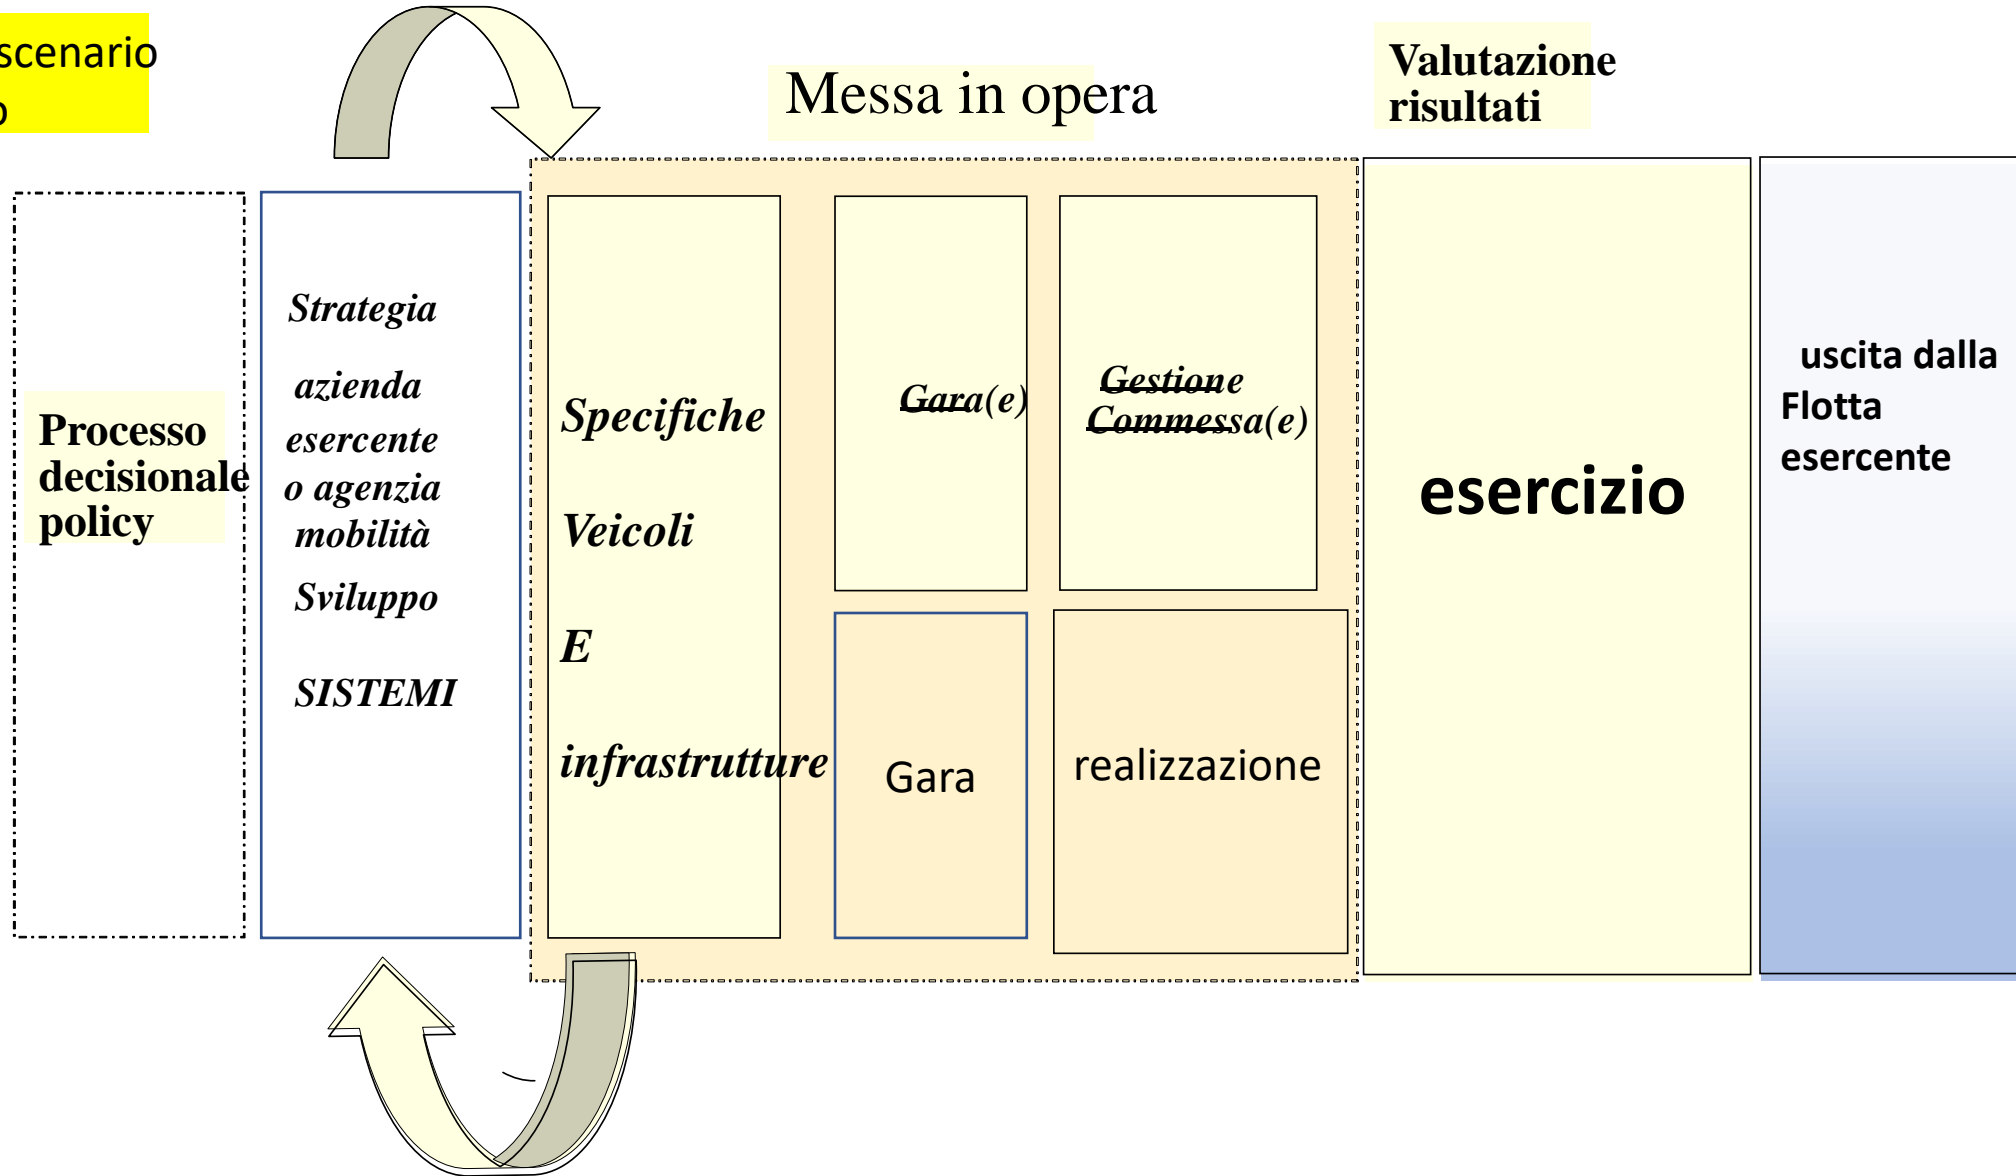 scenario
o
Messa in opera
Valutazione
risultati
Processo
decisionale
policy
Strategia
azienda
esercente
o agenzia
mobilità
Sviluppo
SISTEMI
Specifiche
Veicoli
E
infrastrutture
Gara(e)
Gestione
Commessa(e)
Gara
realizzazione
esercizio
uscita dalla
Flotta
esercente